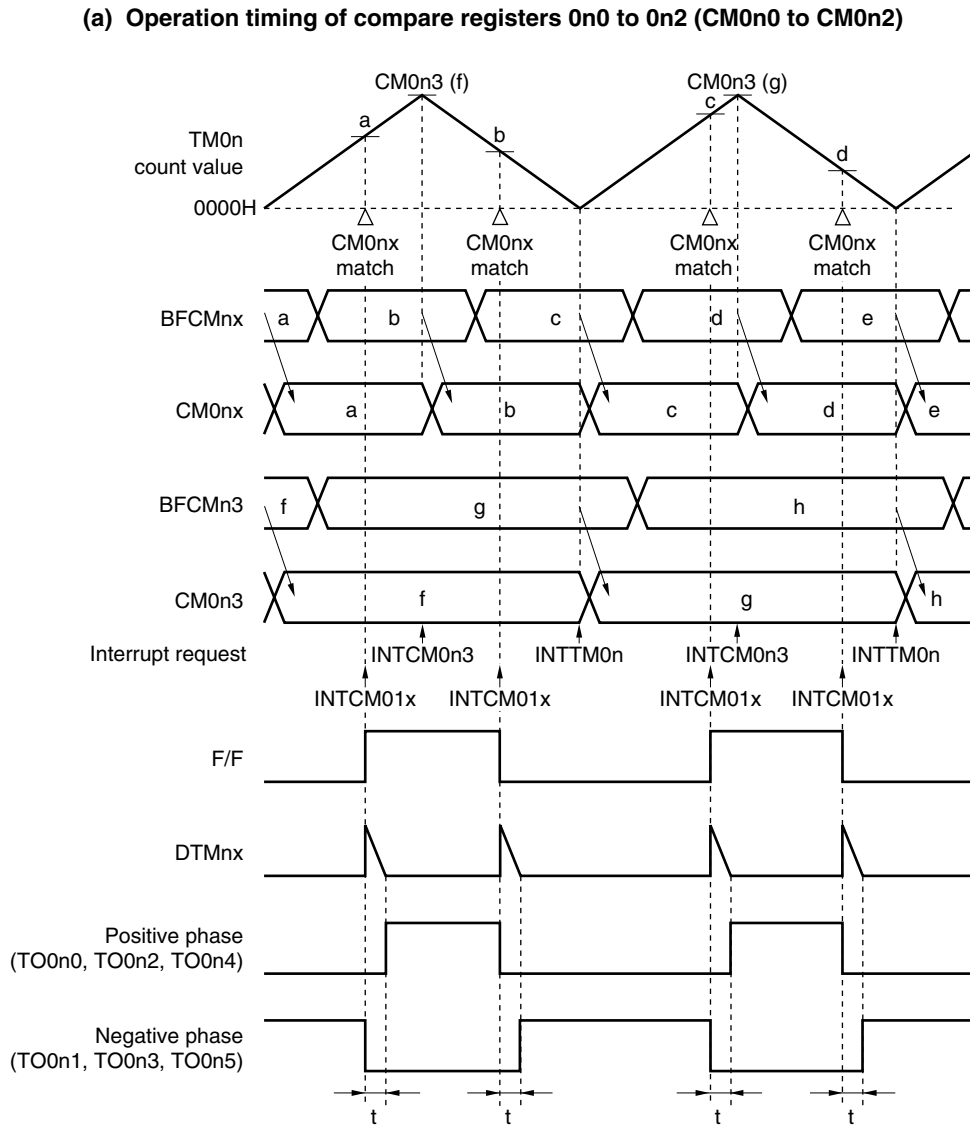 (a) Operation timing of compare registers 0n0 to 0n2 (CM0n0 to CM0n2)
CM0n3 (f)
CM0n3 (g)
a
b
c
d
TM0n
count value
0000H
CM0nx
match
CM0nx
match
CM0nx
match
CM0nx
match
BFCMnx
a
b
c
d
e
CM0nx
a
b
c
d
e
BFCMn3
f
g
h
CM0n3
f
g
h
Interrupt request
INTCM0n3
INTTM0n
INTCM0n3
INTTM0n
INTCM01x
INTCM01x
INTCM01x
INTCM01x
F/F
DTMnx
Positive phase
(TO0n0, TO0n2, TO0n4)
Negative phase
(TO0n1, TO0n3, TO0n5)
t
t
t
t